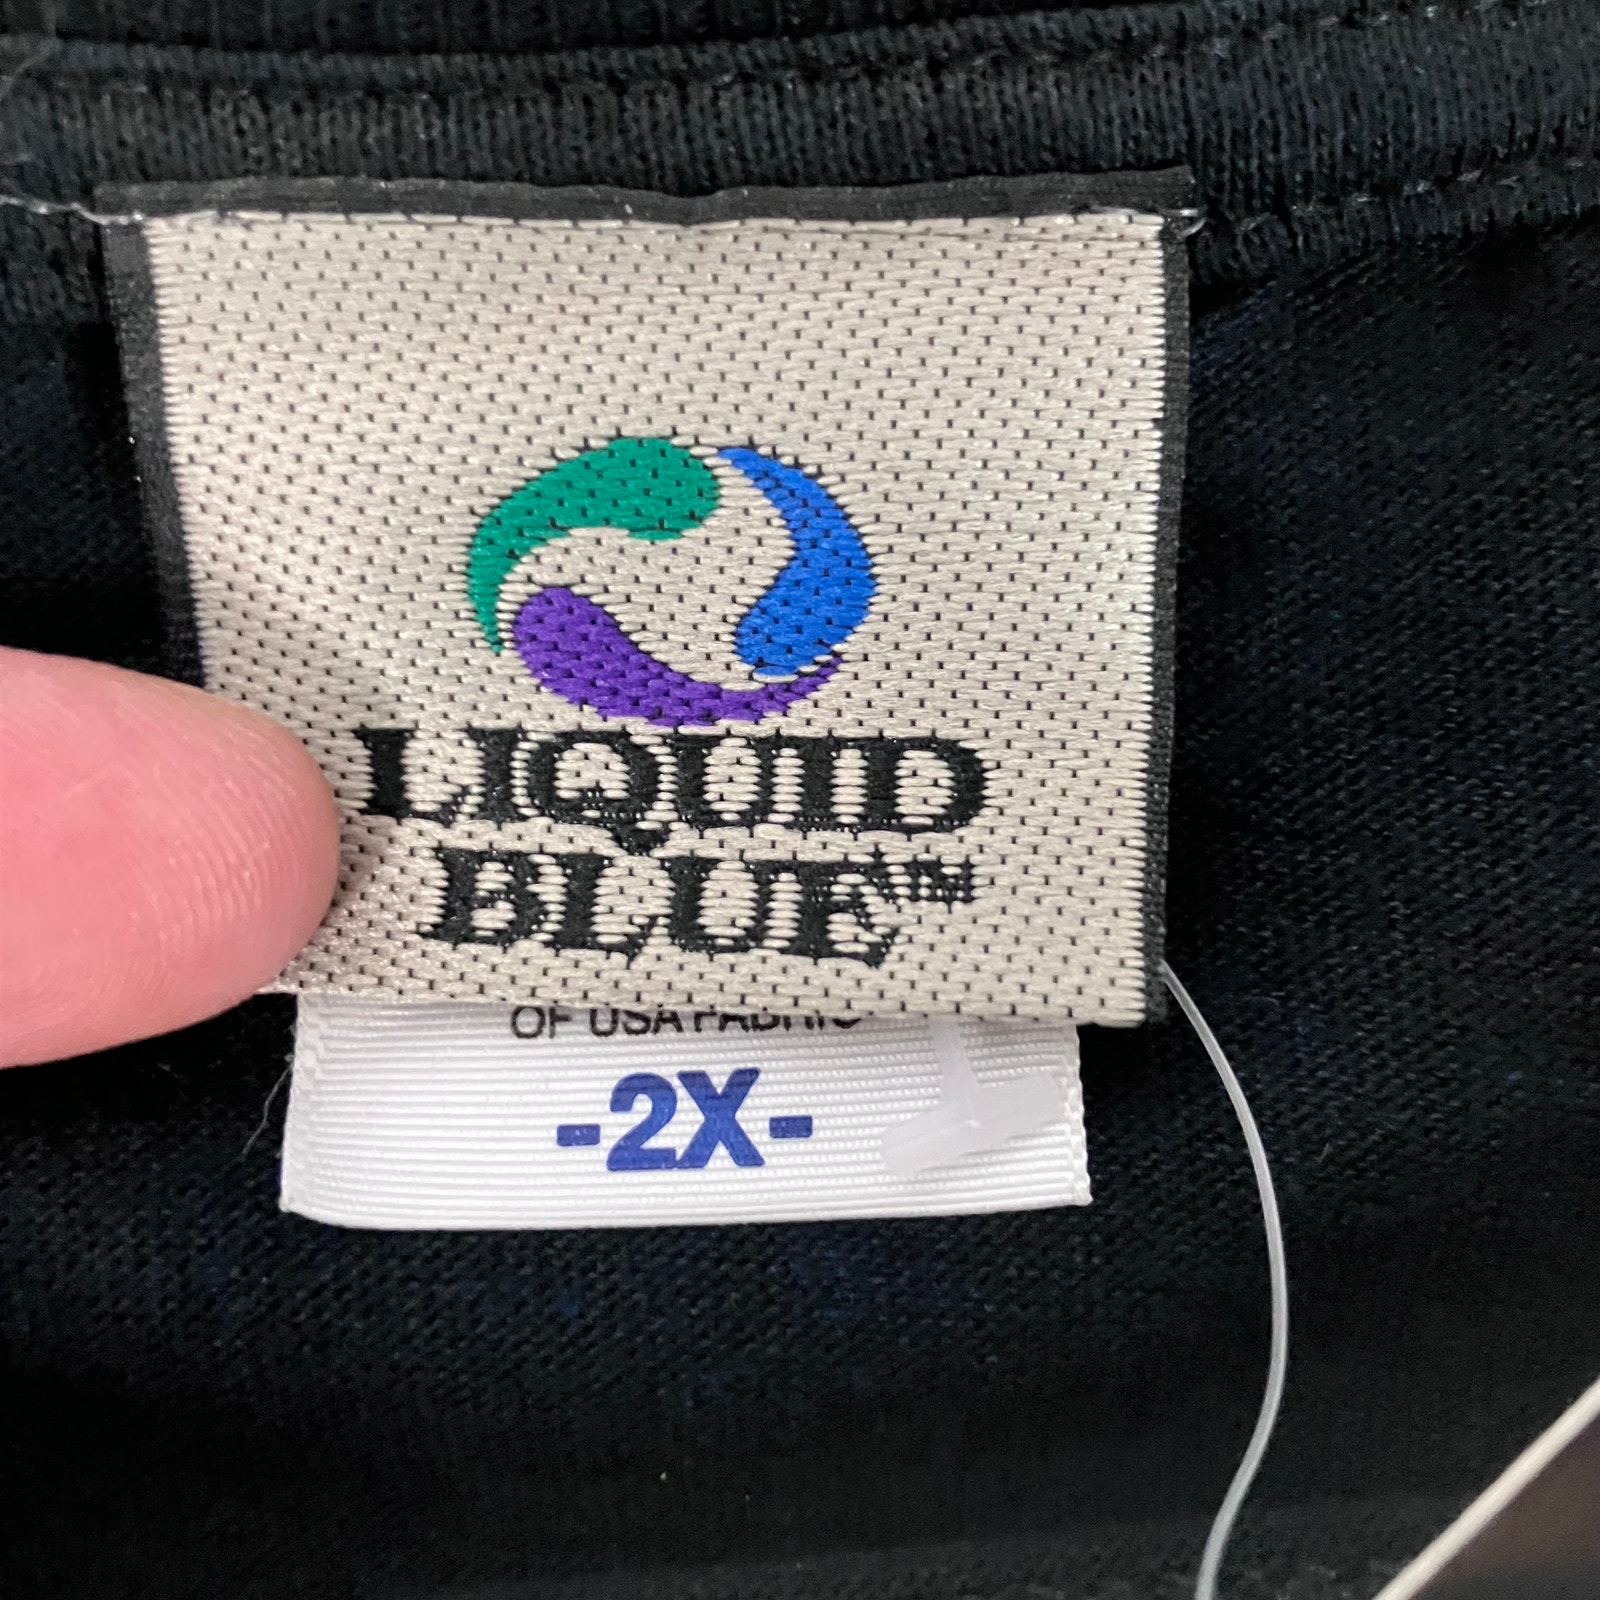 LIQUID
BLUE™
OF USA FABRIC
-2X-